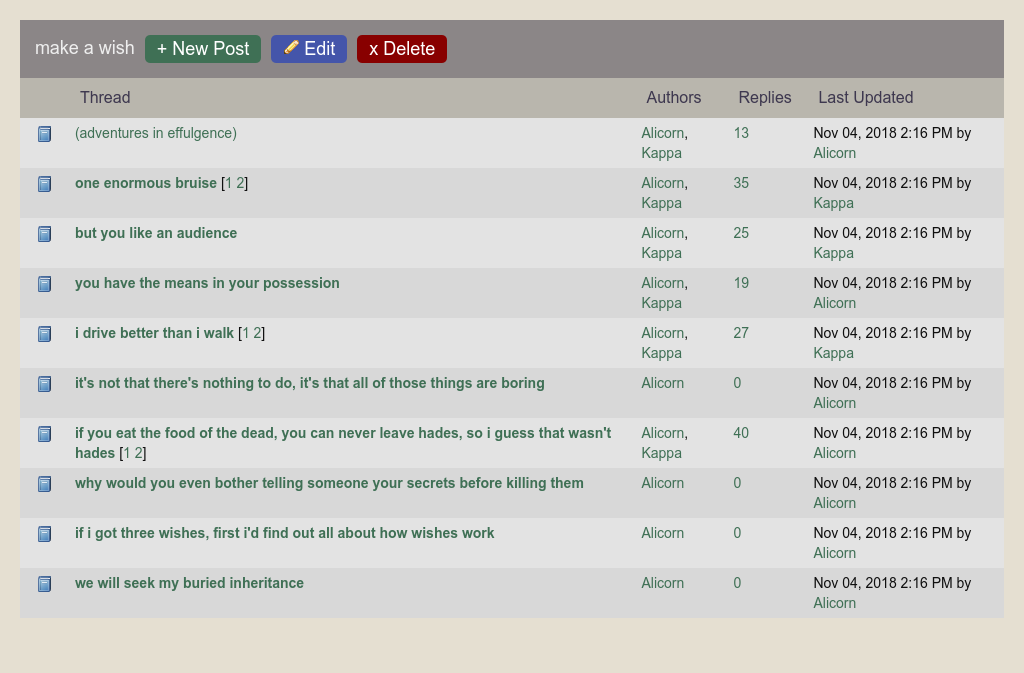 make a wish + New Post Edit x Delete
Thread Authors Replies Last Updated
(adventures in effulgence) Alicorn, 13 Nov 04, 2018 2:16 PM by
Kappa Alicorn
one enormous bruise [1 2] Alicorn, 35 Nov 04, 2018 2:16 PM by
Kappa Kappa
but you like an audience Alicorn, 25 Nov 04, 2018 2:16 PM by
Kappa Kappa
you have the means in your possession Alicorn, 19 Nov 04, 2018 2:16 PM by
Kappa Alicorn
i drive better than i walk [1 2] Alicorn, 27 Nov 04, 2018 2:16 PM by
Kappa Kappa
it's not that there's nothing to do, it's that all of those things are boring Alicorn 0 Nov 04, 2018 2:16 PM by
Alicorn
if you eat the food of the dead, you can never leave hades, so i guess that wasn't Alicorn, 40 Nov 04, 2018 2:16 PM by
hades [1 2] Kappa Alicorn
why would you even bother telling someone your secrets before killing them Alicorn 0 Nov 04, 2018 2:16 PM by
Alicorn
if i got three wishes, first i'd find out all about how wishes work Alicorn 0 Nov 04, 2018 2:16 PM by
Alicorn
we will seek my buried inheritance Alicorn 0 Nov 04, 2018 2:16 PM by
Alicorn